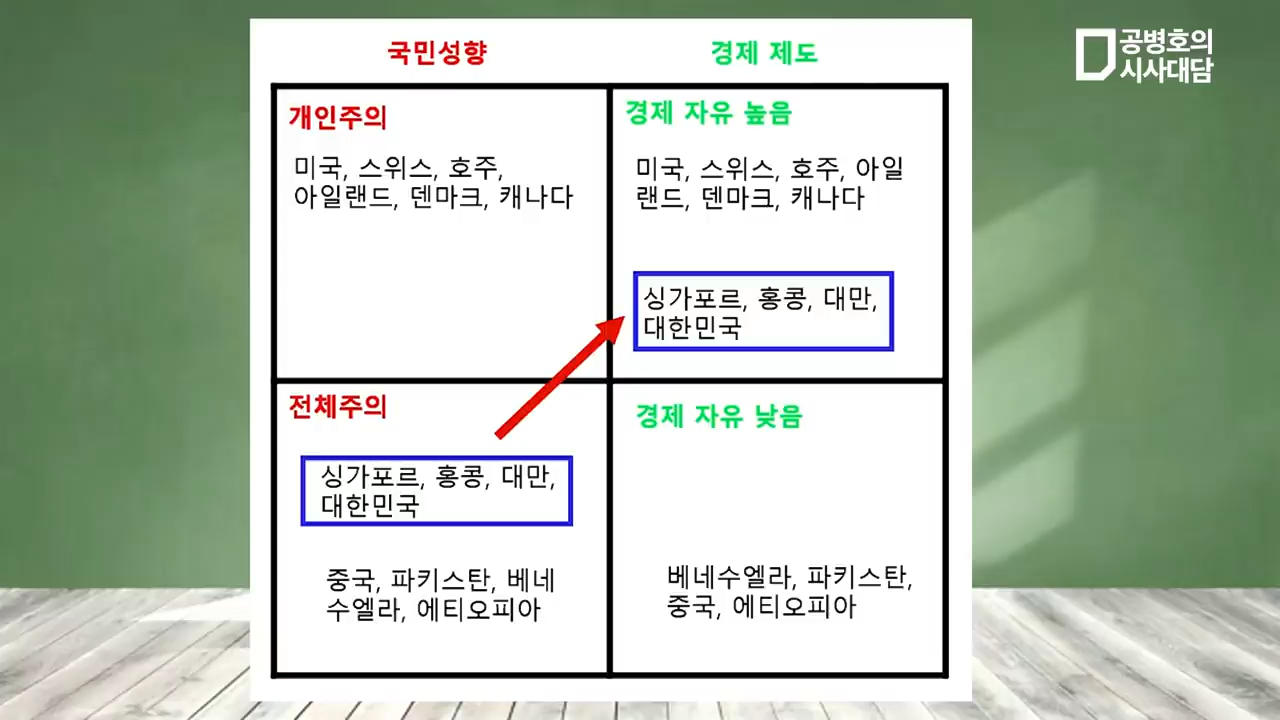 공병호의
시사대담
국민성향
경제 제도
개인주의
미국, 스위스, 호주,
아일랜드, 덴마크, 캐나다
경제 자유 높음
미국, 스위스, 호주, 아일
랜드, 덴마크, 캐나다
싱가포르, 홍콩, 대만,
대한민국
전체주의
싱가포르, 홍콩, 대만,
대한민국
중국, 파키스탄, 베네
수엘라, 에티오피아
경제 자유 낮음
베네수엘라, 파키스탄,
중국, 에티오피아